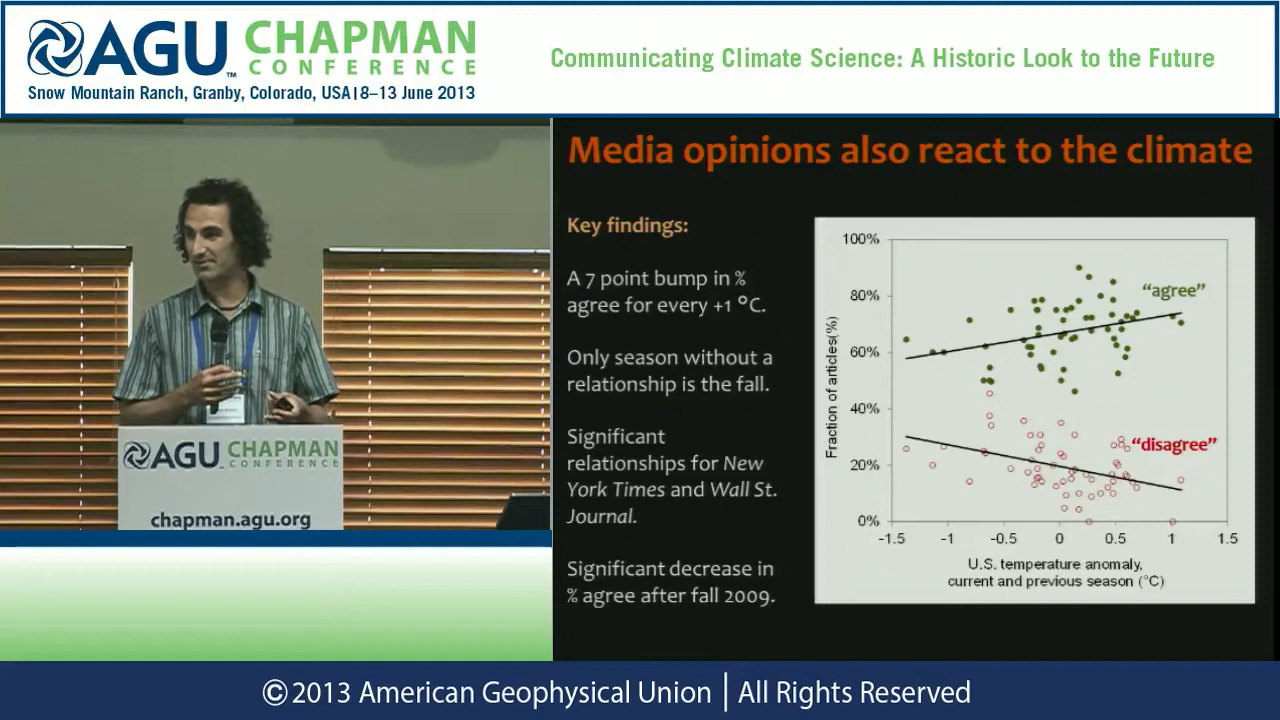 AGU CHAPMAN
CONFERENCE
Snow Mountain Ranch, Granby, Colorado, USA|8–13 June 2013
Communicating Climate Science: A Historic Look to the Future
AGU CHAPMAN
CONFERENCE
chapman.agu.org
Media opinions also react to the climate
Key findings:
A 7 point bump in %
agree for every +1 °C.
Only season without a
relationship is the fall.
Significant
relationships for New
York Times and Wall St.
Journal.
Significant decrease in
% agree after fall 2009.
100%
80%
60%
40%
20%
0%
Fraction of articles(%)
"agree"
"disagree"
-1.5 -1 -0.5 0 0.5 1 1.5
U.S. temperature anomaly,
current and previous season (°C)
©2013 American Geophysical Union | All Rights Reserved